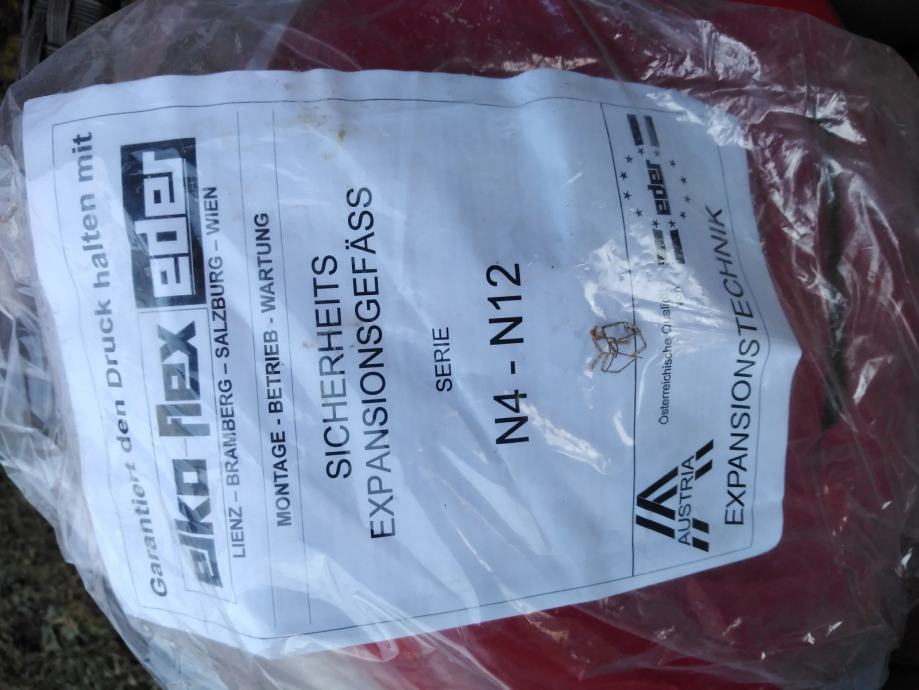 Garantiert den Druck halten mit
elko flex eder
LIENZ – BRAMBERG – SALZBURG – WIEN
MONTAGE - BETRIEB - WARTUNG
SICHERHEITS
EXPANSIONSGEFÄSS
SERIE
N4 - N12
AUSTRIA
Österreichische
eder
EXPANSIONSTECHNIK